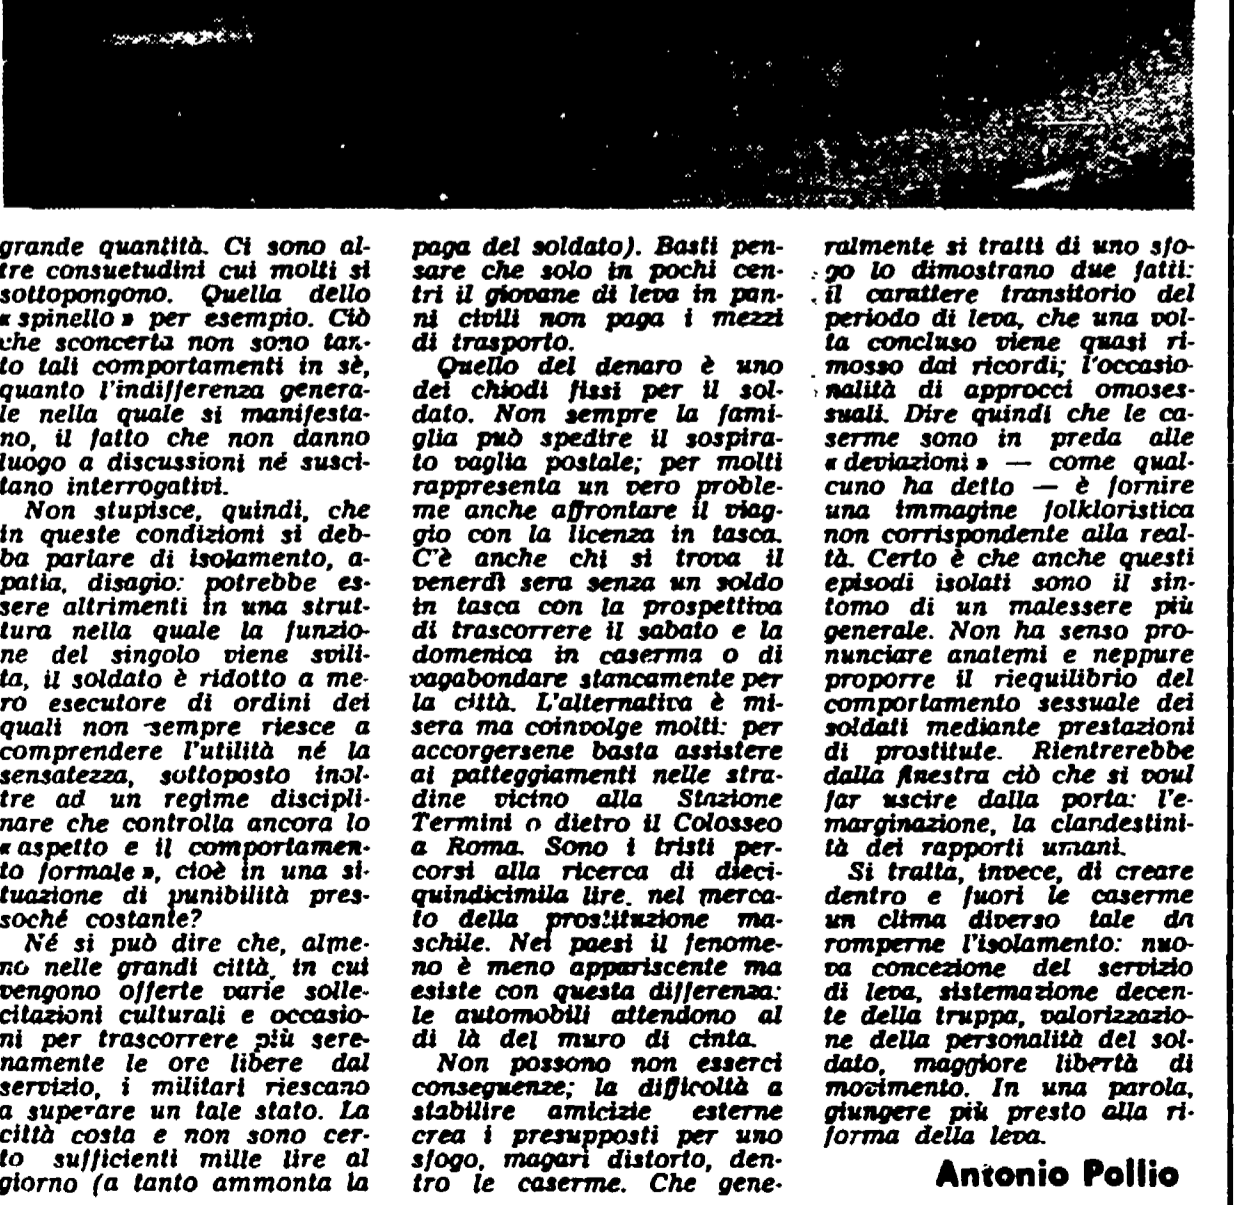 grande quantità. Ci sono al-
tre consuetudini cui molti si
sottopongono. Quella dello
« spinello » per esempio. Ciò
che sconcerta non sono tan-
to tali comportamenti in sè,
quanto l'indifferenza genera-
le nella quale si manifesta-
no, il fatto che non danno
luogo a discussioni né susci-
tano interrogativi.
Non stupisce, quindi, che
in queste condizioni si deb-
ba parlare di isolamento, a-
patia, disagio: potrebbe es-
sere altrimenti in una strut-
tura nella quale la funzio-
ne del singolo viene svili-
ta, il soldato è ridotto a me-
ro esecutore di ordini dei
quali non sempre riesce a
comprendere l'utilità né la
sensatezza, sottoposto inol-
tre ad un regime discipli-
nare che controlla ancora lo
« aspetto e il comportamen-
to formale », cioè in una si-
tuazione di punibilità pres-
soché costante?
Né si può dire che, alme-
no nelle grandi città, in cui
vengono offerte varie solle-
citazioni culturali e occasio-
ni per trascorrere più sere-
namente le ore libere dal
servizio, i militari riescano
a superare un tale stato. La
città costa e non sono cer-
to sufficienti mille lire al
giorno (a tanto ammonta la
paga del soldato). Basti pen-
sare che solo in pochi cen-
tri il giovane di leva in pan-
ni civili non paga i mezzi
di trasporto.
Quello del denaro è uno
dei chiodi fissi per il sol-
dato. Non sempre la fami-
glia può spedire il sospira-
to vaglia postale; per molti
rappresenta un vero proble-
me anche affrontare il viag-
gio con la licenza in tasca.
C'è anche chi si trova il
venerdì sera senza un soldo
in tasca con la prospettiva
di trascorrere il sabato e la
domenica in caserma o di
vagabondare stancamente per
la città. L'alternativa è mi-
sera ma coinvolge molti: per
accorgersene basta assistere
ai patteggiamenti nelle stra-
dine vicino alla Stazione
Termini o dietro il Colosseo
a Roma. Sono i tristi per-
corsi alla ricerca di dieci-
quindicimila lire, nel merca-
to della prostituzione ma-
schile. Nei paesi il fenome-
no è meno appariscente ma
esiste con questa differenza:
le automobili attendono al
di là del muro di cinta.
Non possono non esserci
conseguenze; la difficoltà a
stabilire amicizie esterne
crea i presupposti per uno
sfogo, magari distorto, den-
tro le caserme. Che gene-
ralmente si tratti di uno sfo-
go lo dimostrano due fatti:
il carattere transitorio del
periodo di leva, che una vol-
ta concluso viene quasi ri-
mosso dai ricordi; l'occasio-
nalità di approcci omoses-
suali. Dire quindi che le ca-
serme sono in preda alle
« deviazioni » — come qual-
cuno ha detto — è fornire
una immagine folkloristica
non corrispondente alla real-
tà. Certo è che anche questi
episodi isolati sono il sin-
tomo di un malessere più
generale. Non ha senso pro-
nunciare anatemi e neppure
proporre il riequilibrio del
comportamento sessuale dei
soldati mediante prestazioni
di prostitute. Rientrerebbe
dalla finestra ciò che si voul
far uscire dalla porta: l'e-
marginazione, la clandestini-
tà dei rapporti umani.
Si tratta, invece, di creare
dentro e fuori le caserme
un clima diverso tale da
romperne l'isolamento: nuo-
va concezione del servizio
di leva, sistemazione decen-
te della truppa, valorizzazio-
ne della personalità del sol-
dato, maggiore libertà di
movimento. In una parola,
giungere più presto alla ri-
forma della leva.
Antonio Pollio